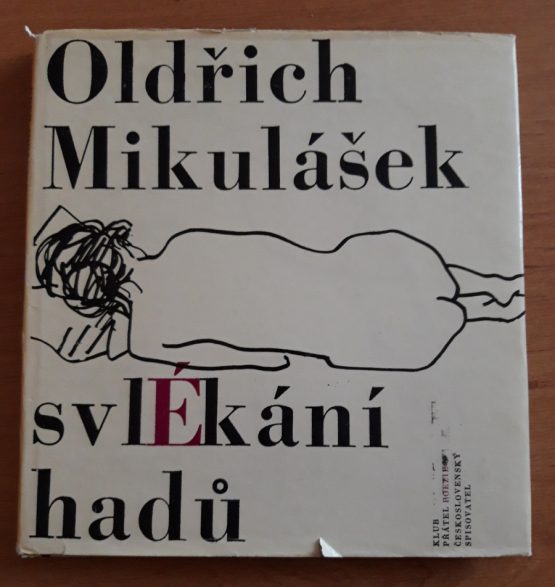 Oldřich
Mikulášek
svlÉkání
hadů
KLUB
PŘÁTEL POEZIE
ČESKOSLOVENSKÝ
SPISOVATEL